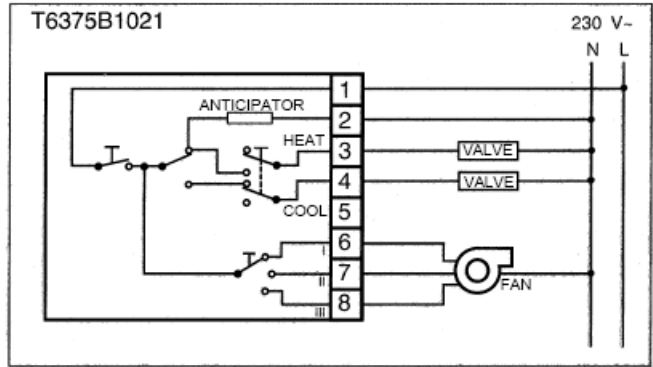 T6375B1021
230 V~
N L
1
ANTICIPATOR
2
HEAT
3
VALVE
4
VALVE
COOL
5
I
6
II
7
FAN
III
8